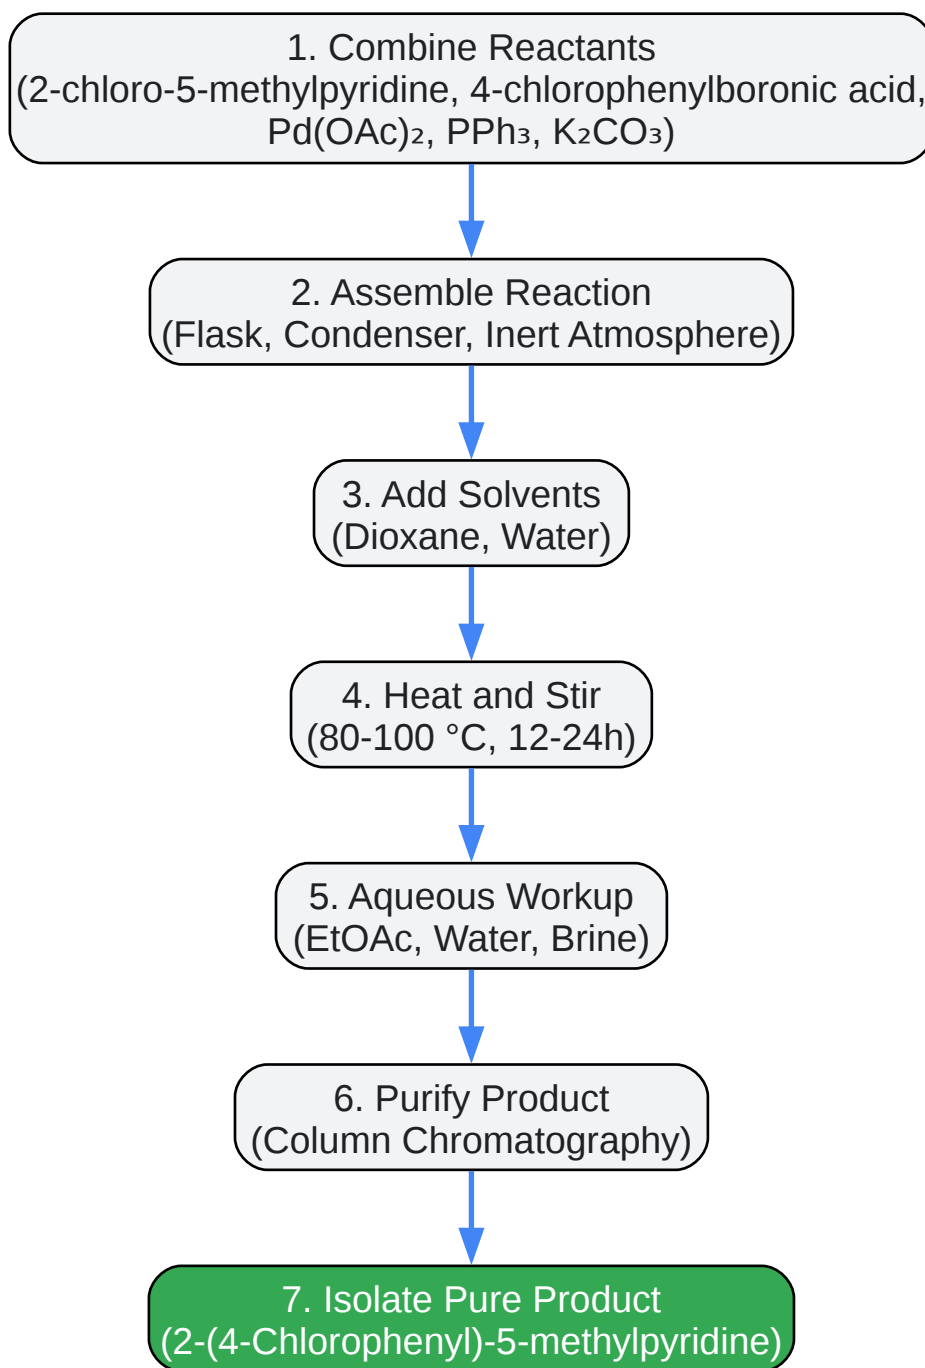 1. Combine Reactants
(2-chloro-5-methylpyridine, 4-chlorophenylboronic acid,
Pd(OAc)₂, PPh₃, K₂CO₃)
2. Assemble Reaction
(Flask, Condenser, Inert Atmosphere)
3. Add Solvents
(Dioxane, Water)
4. Heat and Stir
(80-100 °C, 12-24h)
5. Aqueous Workup
(EtOAc, Water, Brine)
6. Purify Product
(Column Chromatography)
7. Isolate Pure Product
(2-(4-Chlorophenyl)-5-methylpyridine)